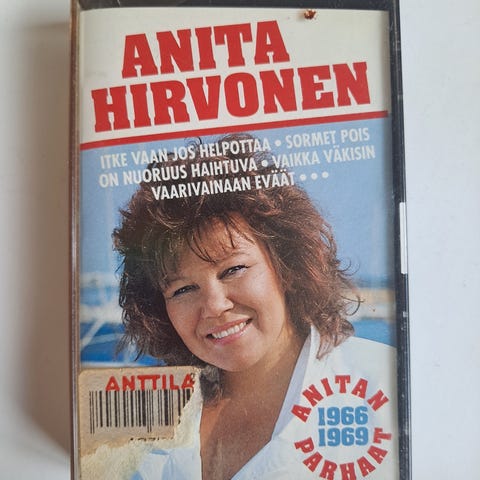 ANITA
HIRVONEN
ITKE VAAN JOS HELPOTTAA • SORMET POIS
ON NUORUUS HAIHTUVA • VAIKKA VÄKISIN
VAARIVAINAAN EVÄÄT • • •
ANTTILA
ANITAN
1966
1969
PARHAAT